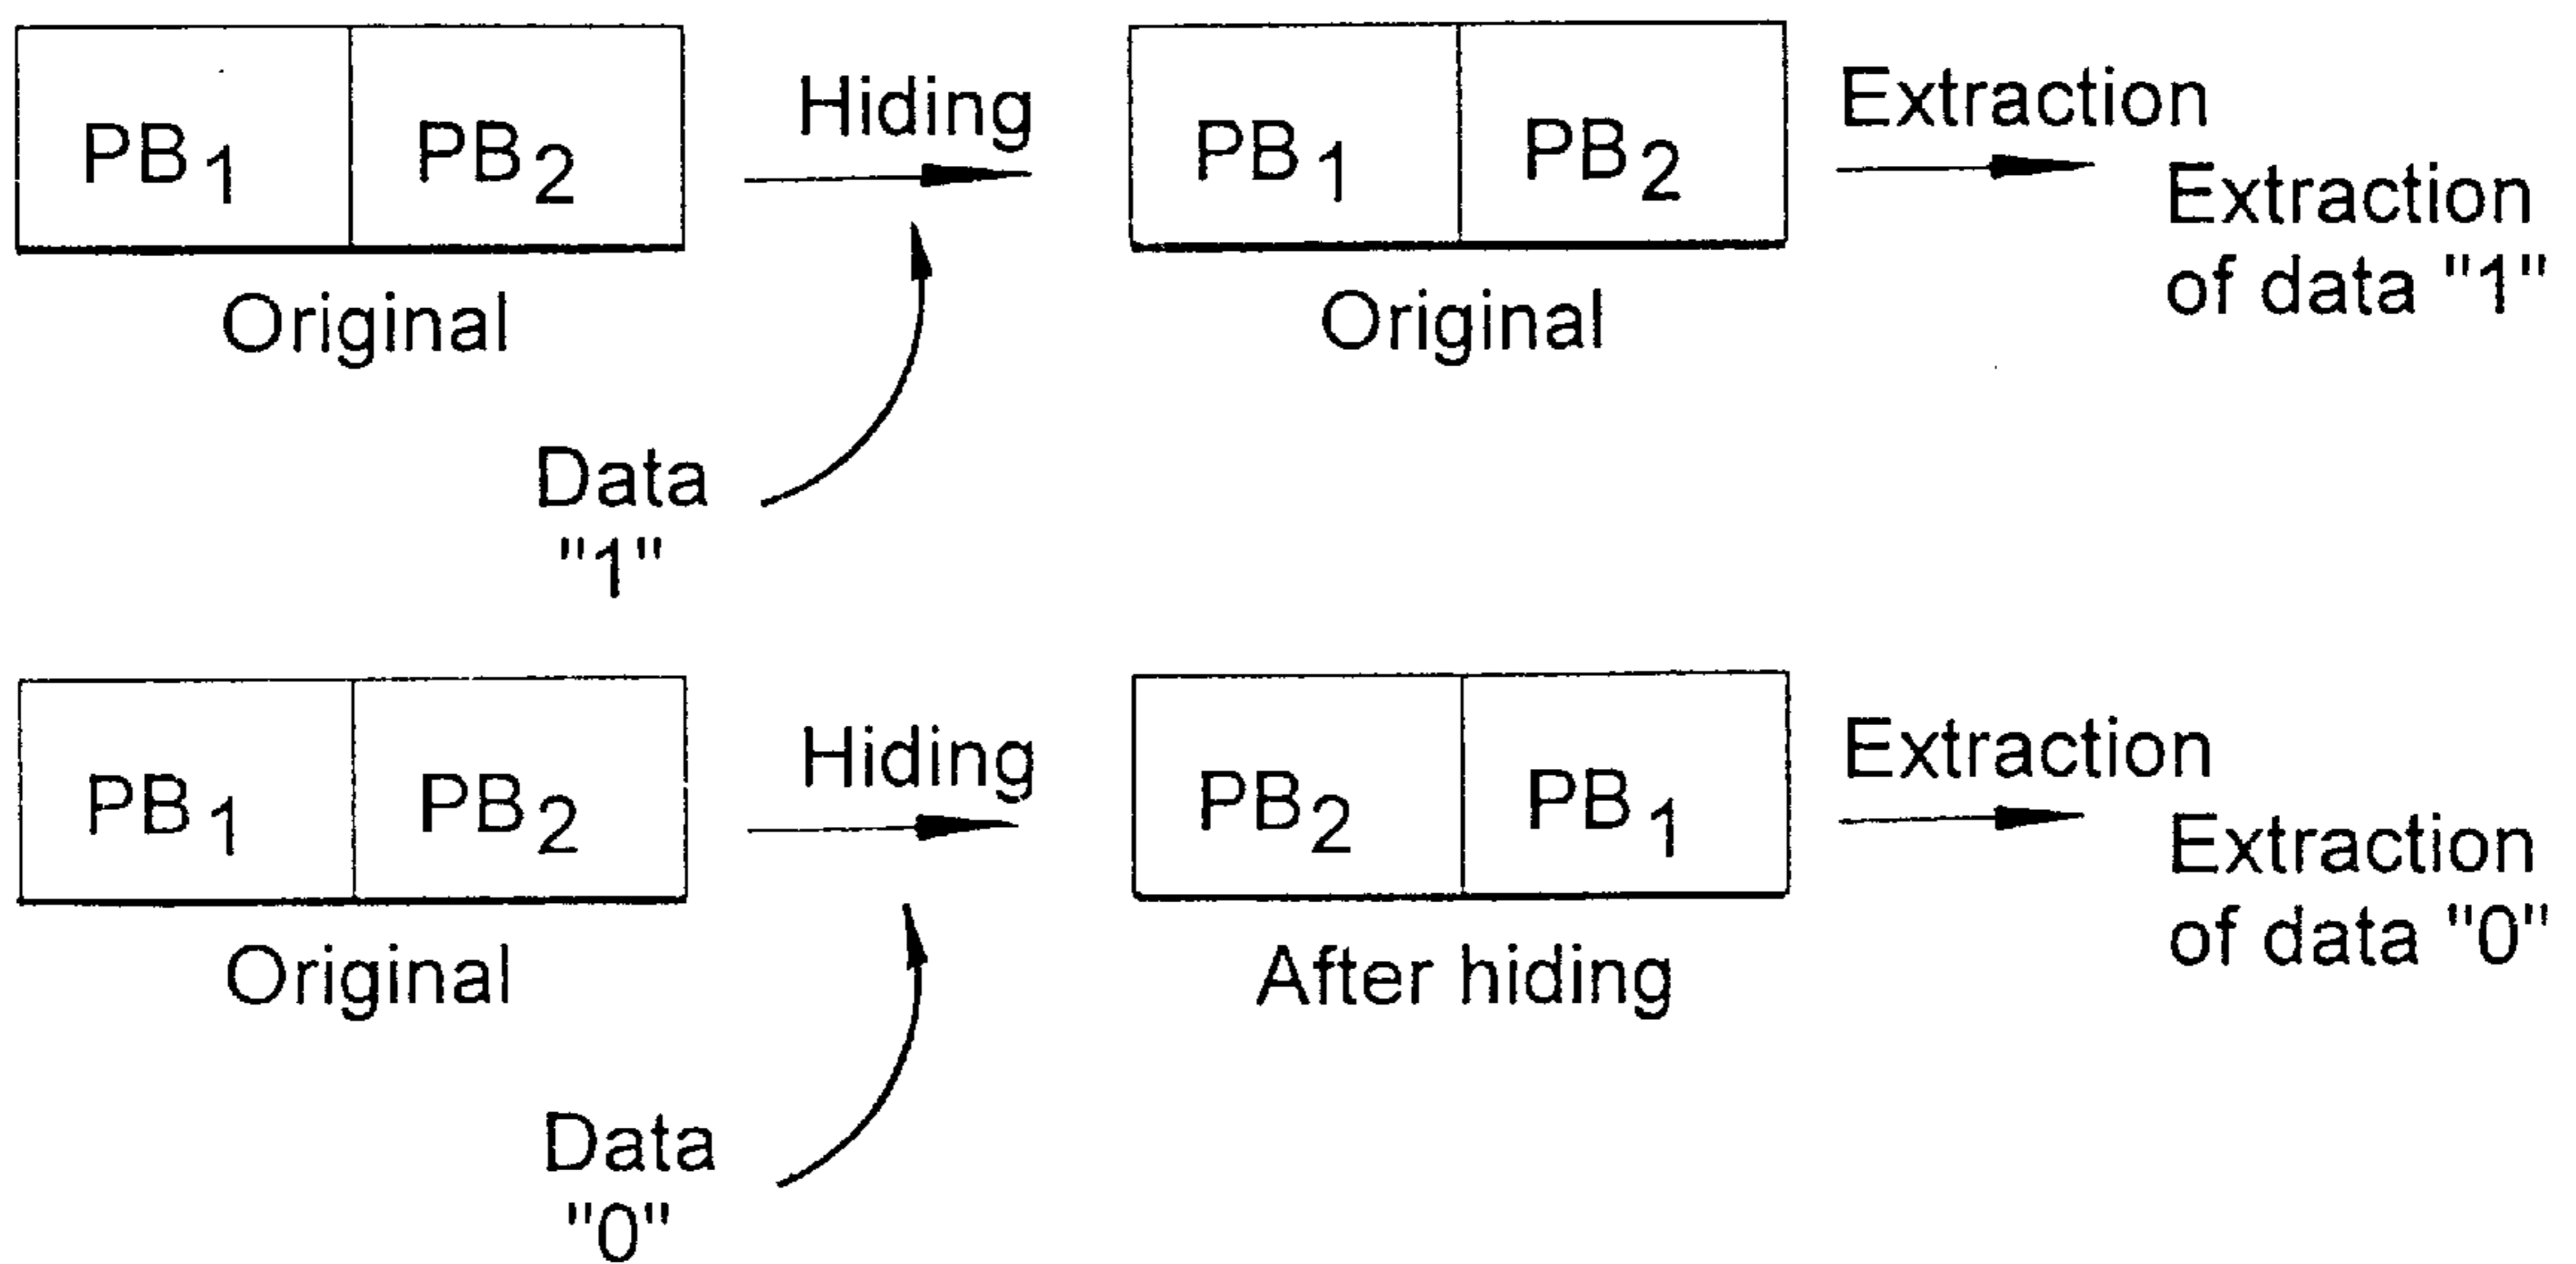 PB1 PB2 Hiding PB1 PB2 Extraction
Extraction
of data "1"
Original Original
Data
"1"
PB1 PB2 Hiding PB2 PB1 Extraction
Extraction
of data "0"
Original After hiding
Data
"0"